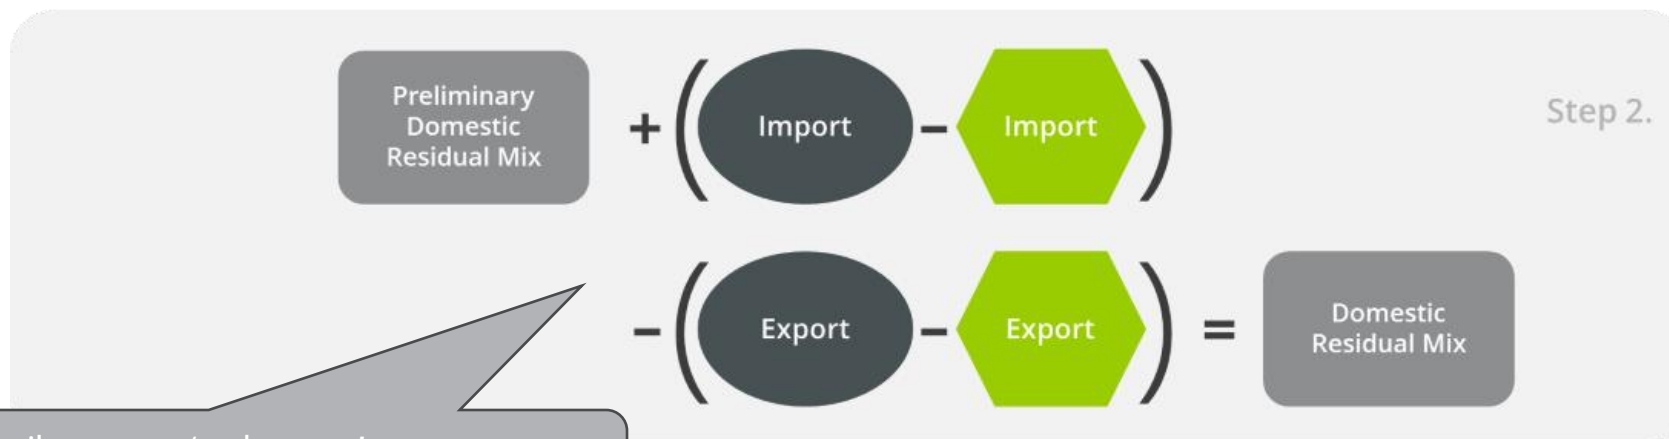 Preliminary
Domestic
Residual Mix
+ ( Import − Import )
Step 2.
− ( Export − Export ) =
Domestic
Residual Mix